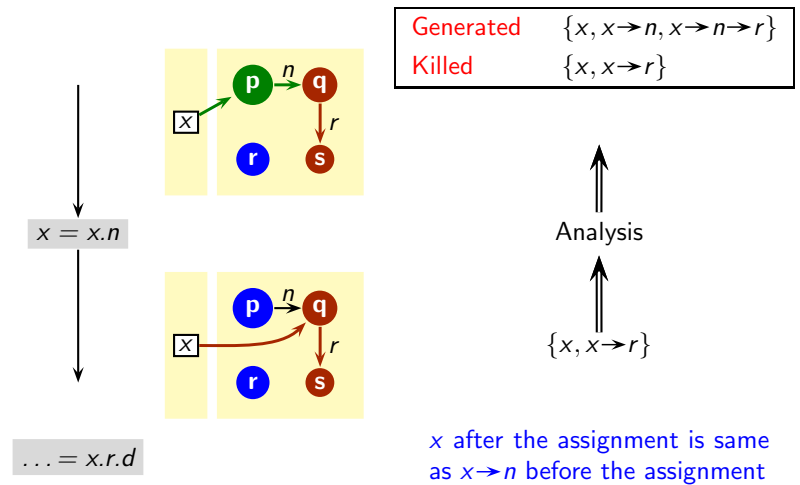 Generated {x, x→n, x→n→r}
Killed {x, x→r}
p n q
x
r
r s
x = x.n
Analysis
p n q
x r
{x, x→r}
r s
x after the assignment is same
as x→n before the assignment
... = x.r.d